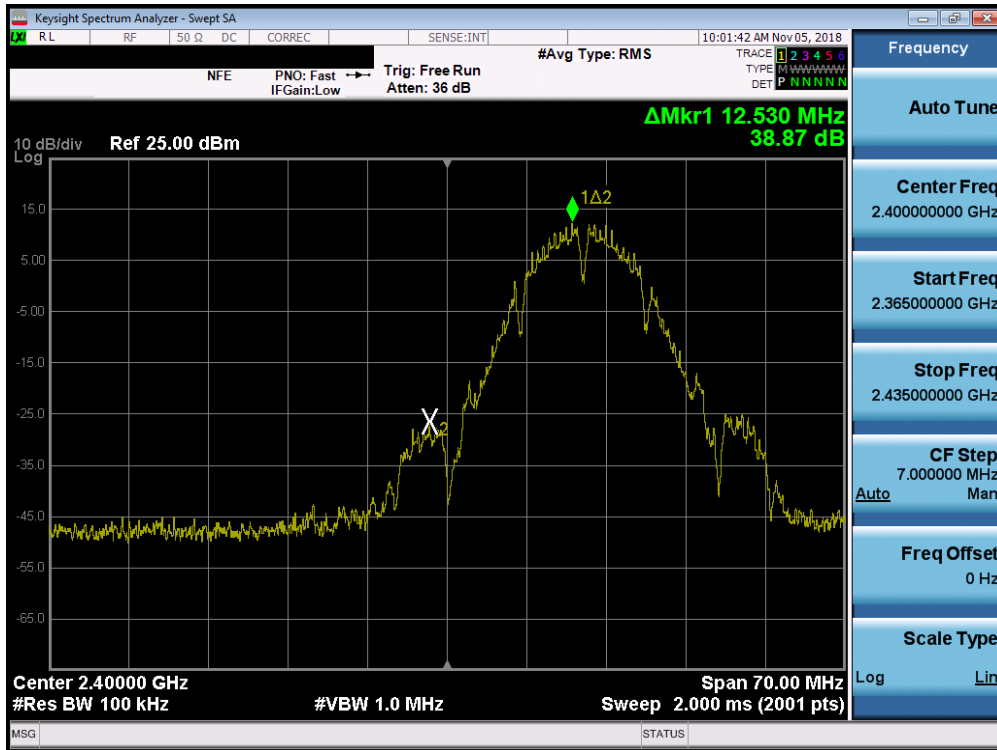 Keysight Spectrum Analyzer - Swept SA
LXI RL RF 50 Ω DC CORREC SENSE:INT 10:01:42 AM Nov 05, 2018
#Avg Type: RMS TRACE 1 2 3 4 5 6
NFE PNO: Fast Trig: Free Run TYPE M WWWWW
IFGain:Low Atten: 36 dB DET P N N N N N
ΔMkr1 12.530 MHz
38.87 dB
10 dB/div Ref 25.00 dBm
Log
1Δ2
15.0
5.00
-5.00
-15.0
-25.0
X2
-35.0
-45.0
-55.0
-65.0
Center 2.40000 GHz Span 70.00 MHz
#Res BW 100 kHz #VBW 1.0 MHz Sweep 2.000 ms (2001 pts)
MSG STATUS
Frequency
Auto Tune
Center Freq
2.400000000 GHz
Start Freq
2.365000000 GHz
Stop Freq
2.435000000 GHz
CF Step
7.000000 MHz
Auto Man
Freq Offset
0 Hz
Scale Type
Log Lin